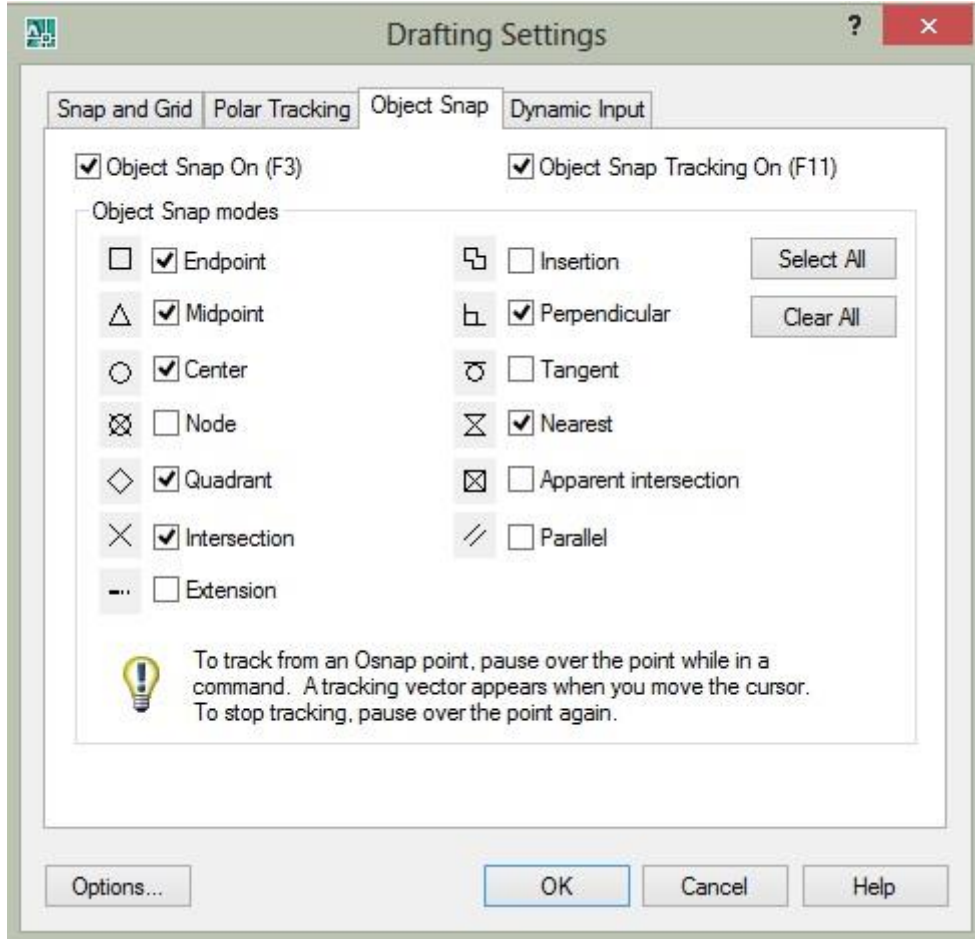 Drafting Settings
?
Snap and Grid
Polar Tracking
Object Snap
Dynamic Input
Object Snap On (F3)
Object Snap Tracking On (F11)
Object Snap modes
Endpoint
Insertion
Select All
Midpoint
Perpendicular
Clear All
Center
Tangent
Node
Nearest
Quadrant
Apparent intersection
Intersection
Parallel
Extension
To track from an Osnap point, pause over the point while in a
command. A tracking vector appears when you move the cursor.
To stop tracking, pause over the point again.
Options...
OK
Cancel
Help